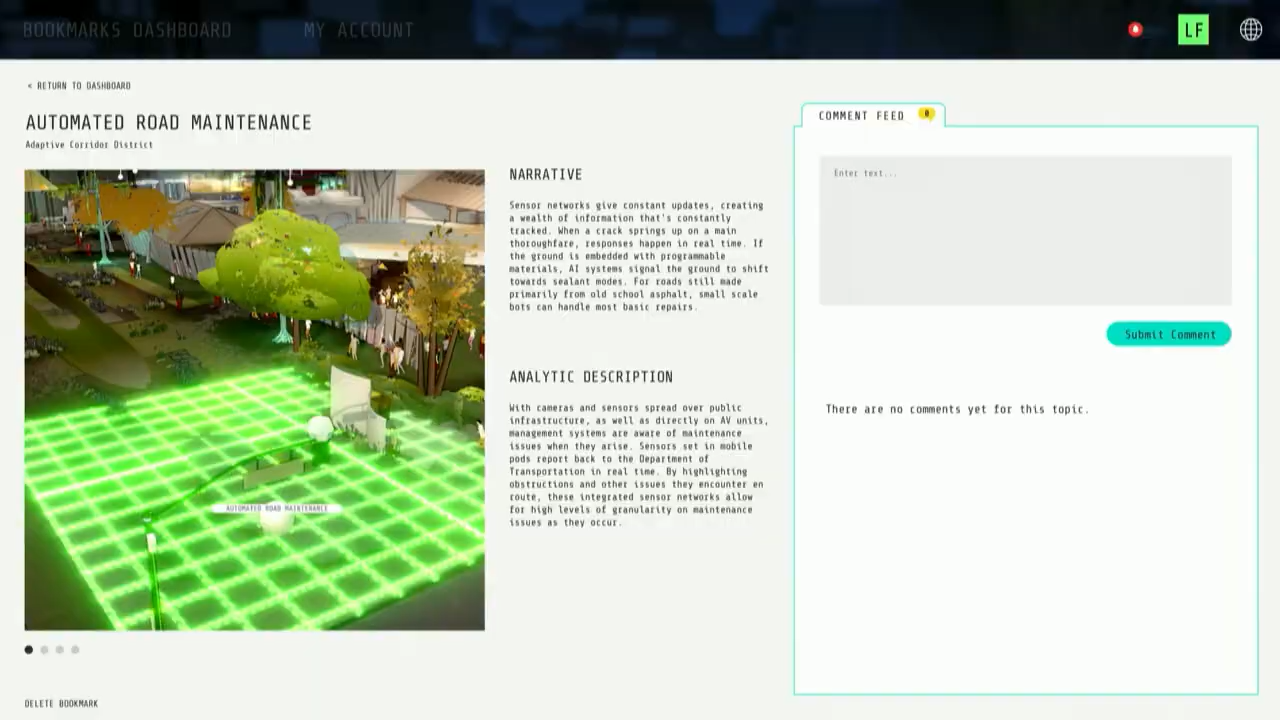 BOOKMARKS DASHBOARD
MY ACCOUNT
LF
< RETURN TO DASHBOARD
AUTOMATED ROAD MAINTENANCE
Adaptive Corridor District
AUTOMATED ROAD MAINTENANCE
DELETE BOOKMARK
NARRATIVE
Sensor networks give constant updates, creating
a wealth of information that's constantly
tracked. When a crack springs up on a main
thoroughfare, responses happen in real time. If
the ground is embedded with programmable
materials, AI systems signal the ground to shift
towards sealant modes. For roads still made
primarily from old school asphalt, small scale
bots can handle most basic repairs.
ANALYTIC DESCRIPTION
With cameras and sensors spread over public
infrastructure, as well as directly on AV units,
management systems are aware of maintenance
issues when they arise. Sensors set in mobile
pods report back to the Department of
Transportation in real time. By highlighting
obstructions and other issues they encounter en
route, these integrated sensor networks allow
for high levels of granularity on maintenance
issues as they occur.
COMMENT FEED 0
Enter text...
Submit Comment
There are no comments yet for this topic.